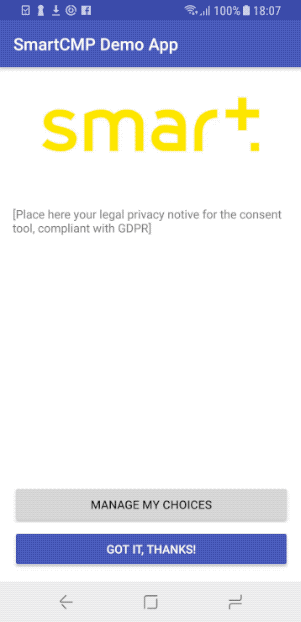 100% 18:07
SmartCMP Demo App
smart
[Place here your legal privacy notive for the consent
tool, compliant with GDPR]
MANAGE MY CHOICES
GOT IT, THANKS!